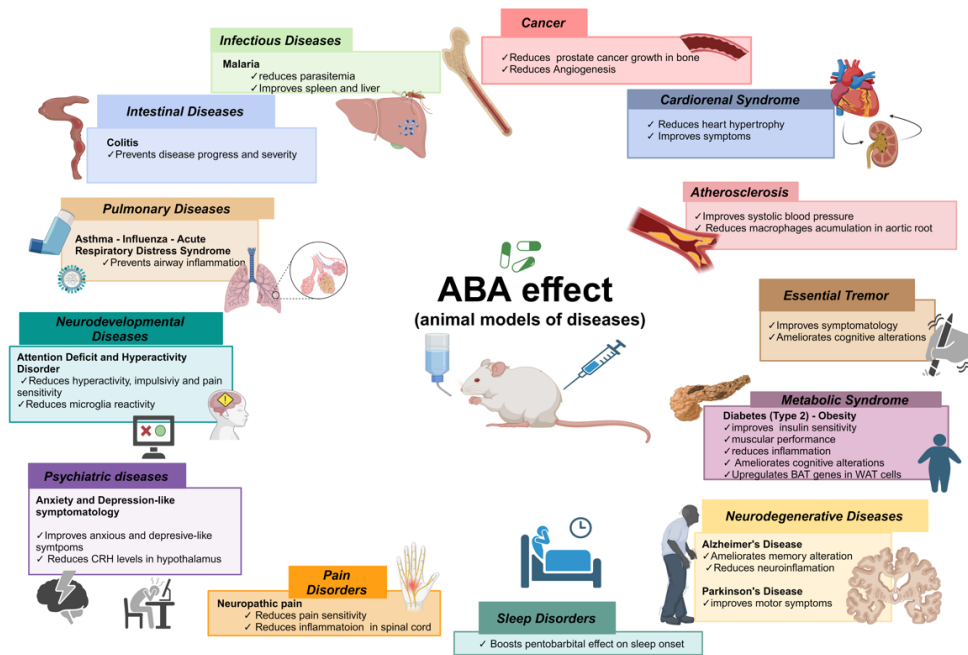 Cancer
✓Reduces prostate cancer growth in bone
✓Reduces Angiogenesis
Infectious Diseases
Malaria
✓reduces parasitemia
✓Improves spleen and liver
Cardiorenal Syndrome
✓ Reduces heart hypertrophy
✓ Improves symptoms
Intestinal Diseases
Colitis
✓Prevents disease progress and severity
Atherosclerosis
✓Improves systolic blood pressure
✓ Reduces macrophages acumulation in aortic root
Pulmonary Diseases
Asthma - Influenza - Acute
Respiratory Distress Syndrome
✓Prevents airway inflammation
ABA effect
(animal models of diseases)
Essential Tremor
✓Improves symptomatology
✓Ameliorates cognitive alterations
Neurodevelopmental
Diseases
Attention Deficit and Hyperactivity
Disorder
✓Reduces hyperactivity, impulsiviy and pain
sensitivity
✓Reduces microglia reactivity
!
Metabolic Syndrome
Diabetes (Type 2) - Obesity
✓improves insulin sensitivity
✓muscular performance
✓reduces inflammation
✓ Ameliorates cognitive alterations
✓Upregulates BAT genes in WAT cells
Psychiatric diseases
Anxiety and Depression-like
symptomatology
✓Improves anxious and depresive-like
symtpoms
✓ Reduces CRH levels in hypothalamus
Neurodegenerative Diseases
Alzheimer's Disease
✓Ameliorates memory alteration
✓Reduces neuroinflamation
Parkinson's Disease
✓improves motor symptoms
Pain
Disorders
Neuropathic pain
✓ Reduces pain sensitivity
✓ Reduces inflammatoion in spinal cord
Sleep Disorders
✓ Boosts pentobarbital effect on sleep onset